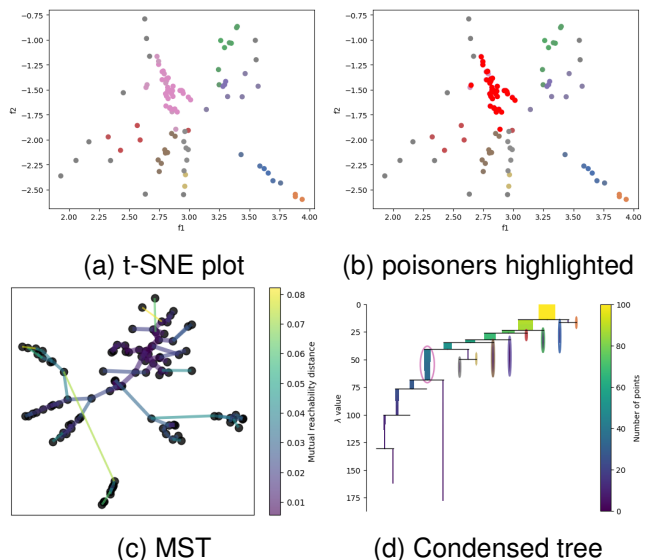 −0.75
−1.00
−1.25
−1.50
−1.75
−2.00
−2.25
−2.50
f2
2.00 2.25 2.50 2.75 3.00 3.25 3.50 3.75 4.00
f1
−0.75
−1.00
−1.25
−1.50
−1.75
−2.00
−2.25
−2.50
f2
2.00 2.25 2.50 2.75 3.00 3.25 3.50 3.75 4.00
f1
(a) t-SNE plot
(b) poisoners highlighted
0.08
0.07
0.06
0.05
0.04
0.03
0.02
0.01
Mutual reachability distance
0
25
50
75
100
125
150
175
λ value
100
80
60
40
20
0
Number of points
(c) MST
(d) Condensed tree